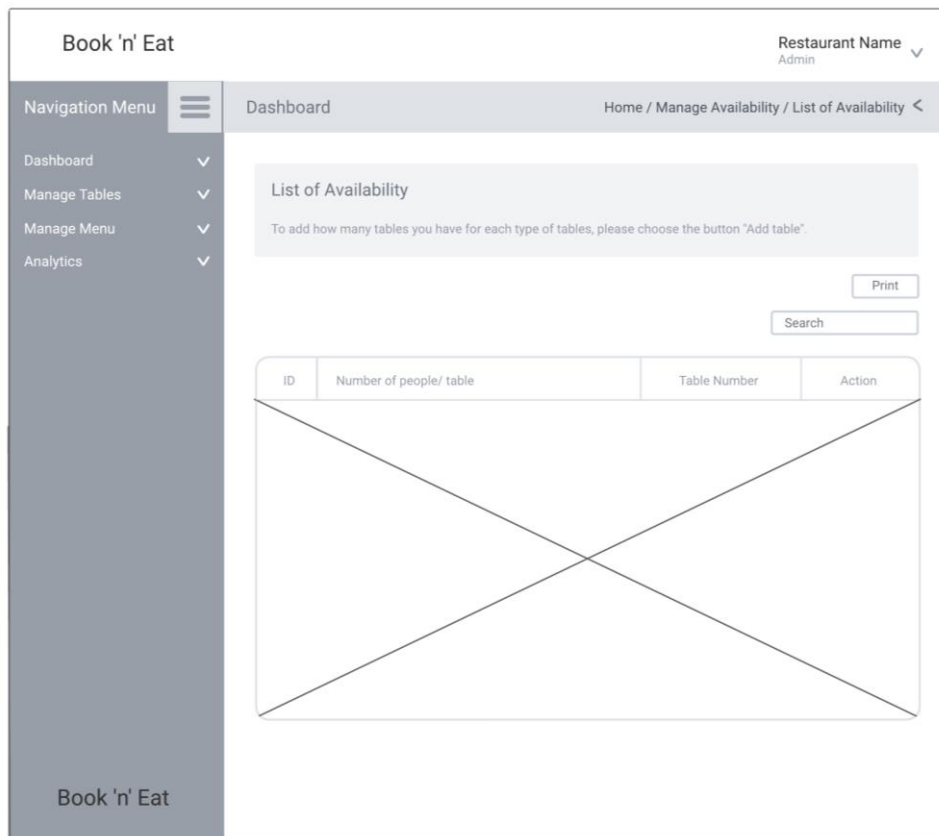 Book 'n' Eat
Restaurant Name
Admin
Navigation Menu
Dashboard
Home / Manage Availability / List of Availability <
Dashboard
Manage Tables
Manage Menu
Analytics
List of Availability
To add how many tables you have for each type of tables, please choose the button "Add table".
Print
Search
ID
Number of people/ table
Table Number
Action
Book 'n' Eat